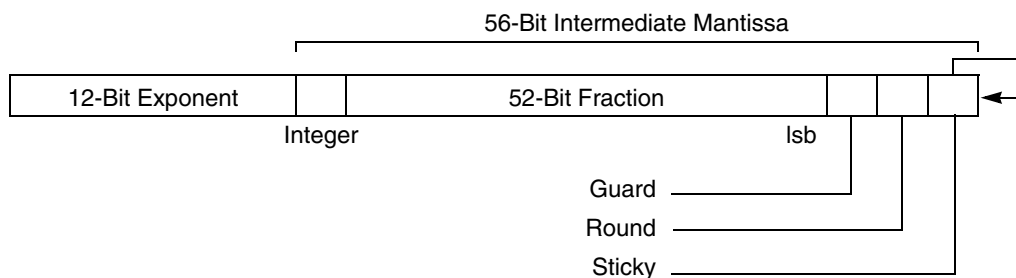 56-Bit Intermediate Mantissa
12-Bit Exponent 52-Bit Fraction
Integer lsb
Guard
Round
Sticky